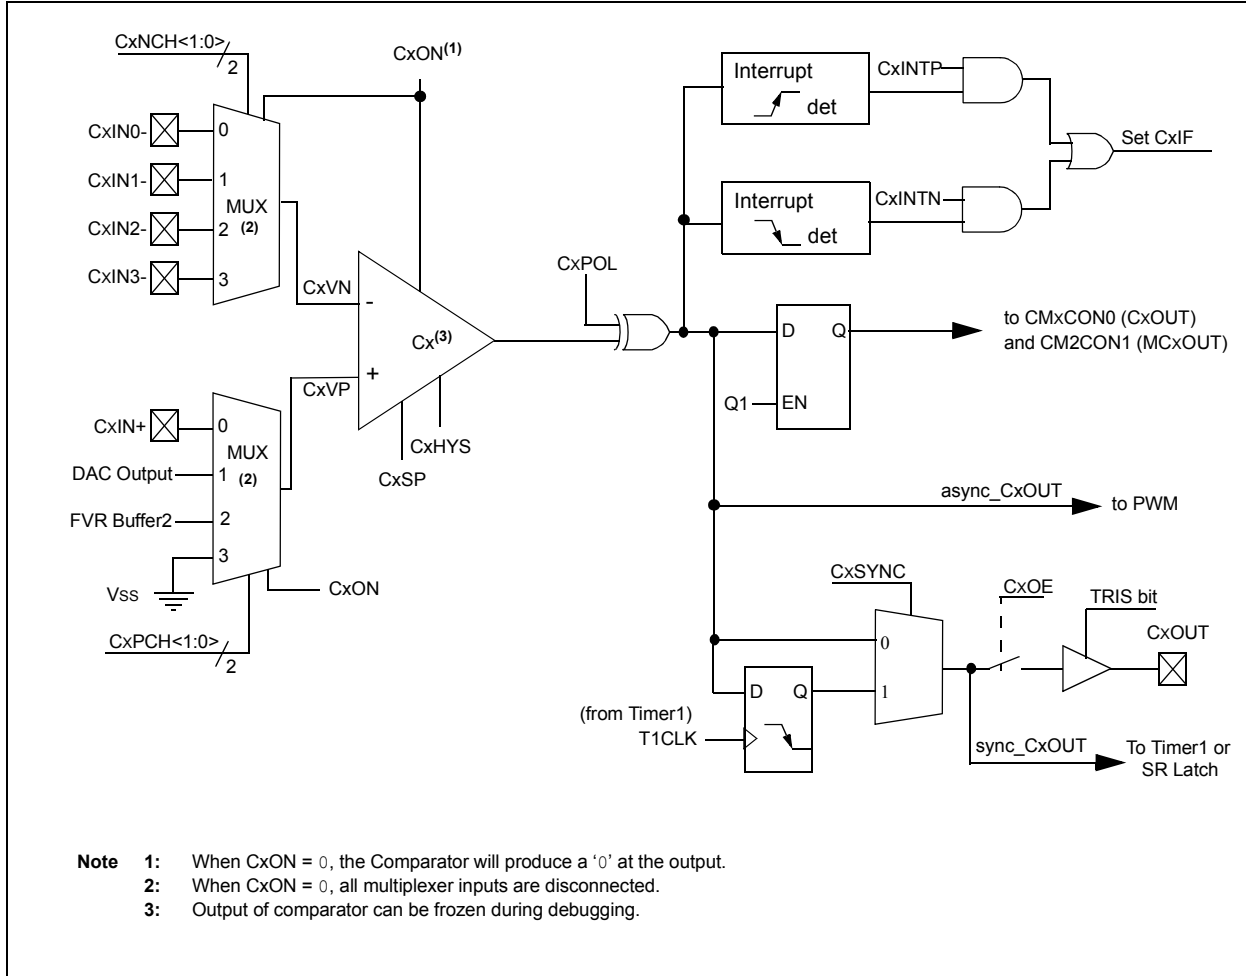 CxNCH<1:0>
2
CxON(1)
CxIN0-
CxIN1-
CxIN2-
CxIN3-
0
1
2
3
MUX
(2)
CxVN
-
Cx(3)
+
CxVP
CxHYS
CxSP
CxIN+
DAC Output
FVR Buffer2
VSS
0
1
2
3
MUX
(2)
CxON
CxPCH<1:0>
2
CxPOL
Interrupt
det
CxINTP
Interrupt
det
CxINTN
Set CxIF
D
Q
Q1
EN
to CMxCON0 (CxOUT)
and CM2CON1 (MCxOUT)
async_CxOUT
to PWM
CxSYNC
0
1
D
Q
(from Timer1)
T1CLK
CxOE
TRIS bit
CxOUT
sync_CxOUT
To Timer1 or
SR Latch
Note 1: When CxON = 0, the Comparator will produce a ‘0’ at the output.
2: When CxON = 0, all multiplexer inputs are disconnected.
3: Output of comparator can be frozen during debugging.